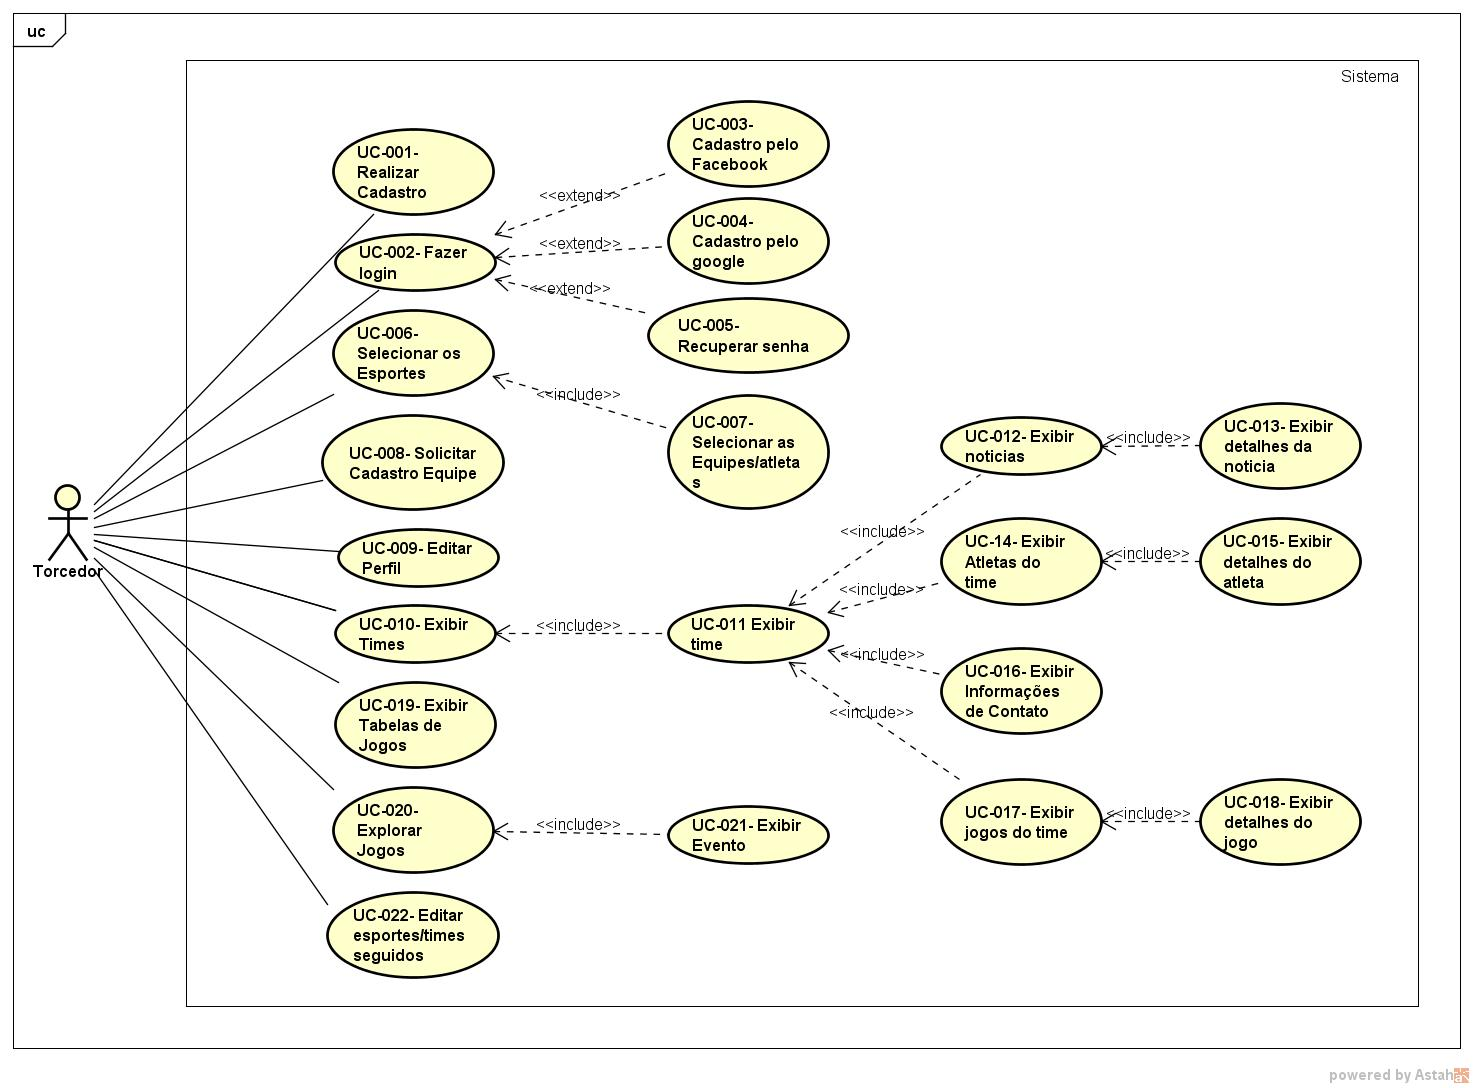 uc
Sistema
UC-001-
Realizar
Cadastro
UC-002- Fazer
login
UC-003-
Cadastro pelo
Facebook
<<extend>>
UC-004-
Cadastro pelo
google
<<extend>>
UC-005-
Recuperar senha
<<extend>>
UC-006-
Selecionar os
Esportes
<<include>>
UC-007-
Selecionar as
Equipes/atleta
s
UC-008- Solicitar
Cadastro Equipe
UC-009- Editar
Perfil
Torcedor
UC-010- Exibir
Times
<<include>>
UC-011 Exibir
time
<<include>>
UC-012- Exibir
noticias
<<include>>
UC-013- Exibir
detalhes da
noticia
<<include>>
UC-14- Exibir
Atletas do
time
<<include>>
UC-015- Exibir
detalhes do
atleta
<<include>>
UC-016- Exibir
Informações
de Contato
<<include>>
UC-017- Exibir
jogos do time
<<include>>
UC-018- Exibir
detalhes do
jogo
UC-019- Exibir
Tabelas de
Jogos
UC-020-
Explorar
Jogos
<<include>>
UC-021- Exibir
Evento
UC-022- Editar
esportes/times
seguidos
powered by Astah